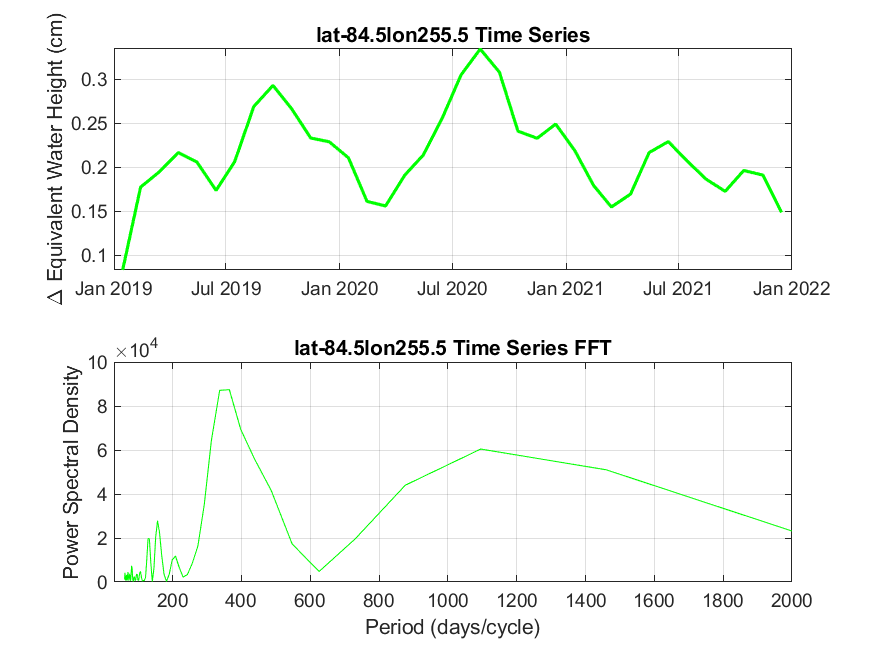 lat-84.5lon255.5 Time Series
Δ Equivalent Water Height (cm)
0.3
0.25
0.2
0.15
0.1
Jan 2019 Jul 2019 Jan 2020 Jul 2020 Jan 2021 Jul 2021 Jan 2022
lat-84.5lon255.5 Time Series FFT
×10⁴
Power Spectral Density
10
8
6
4
2
0
200 400 600 800 1000 1200 1400 1600 1800 2000
Period (days/cycle)